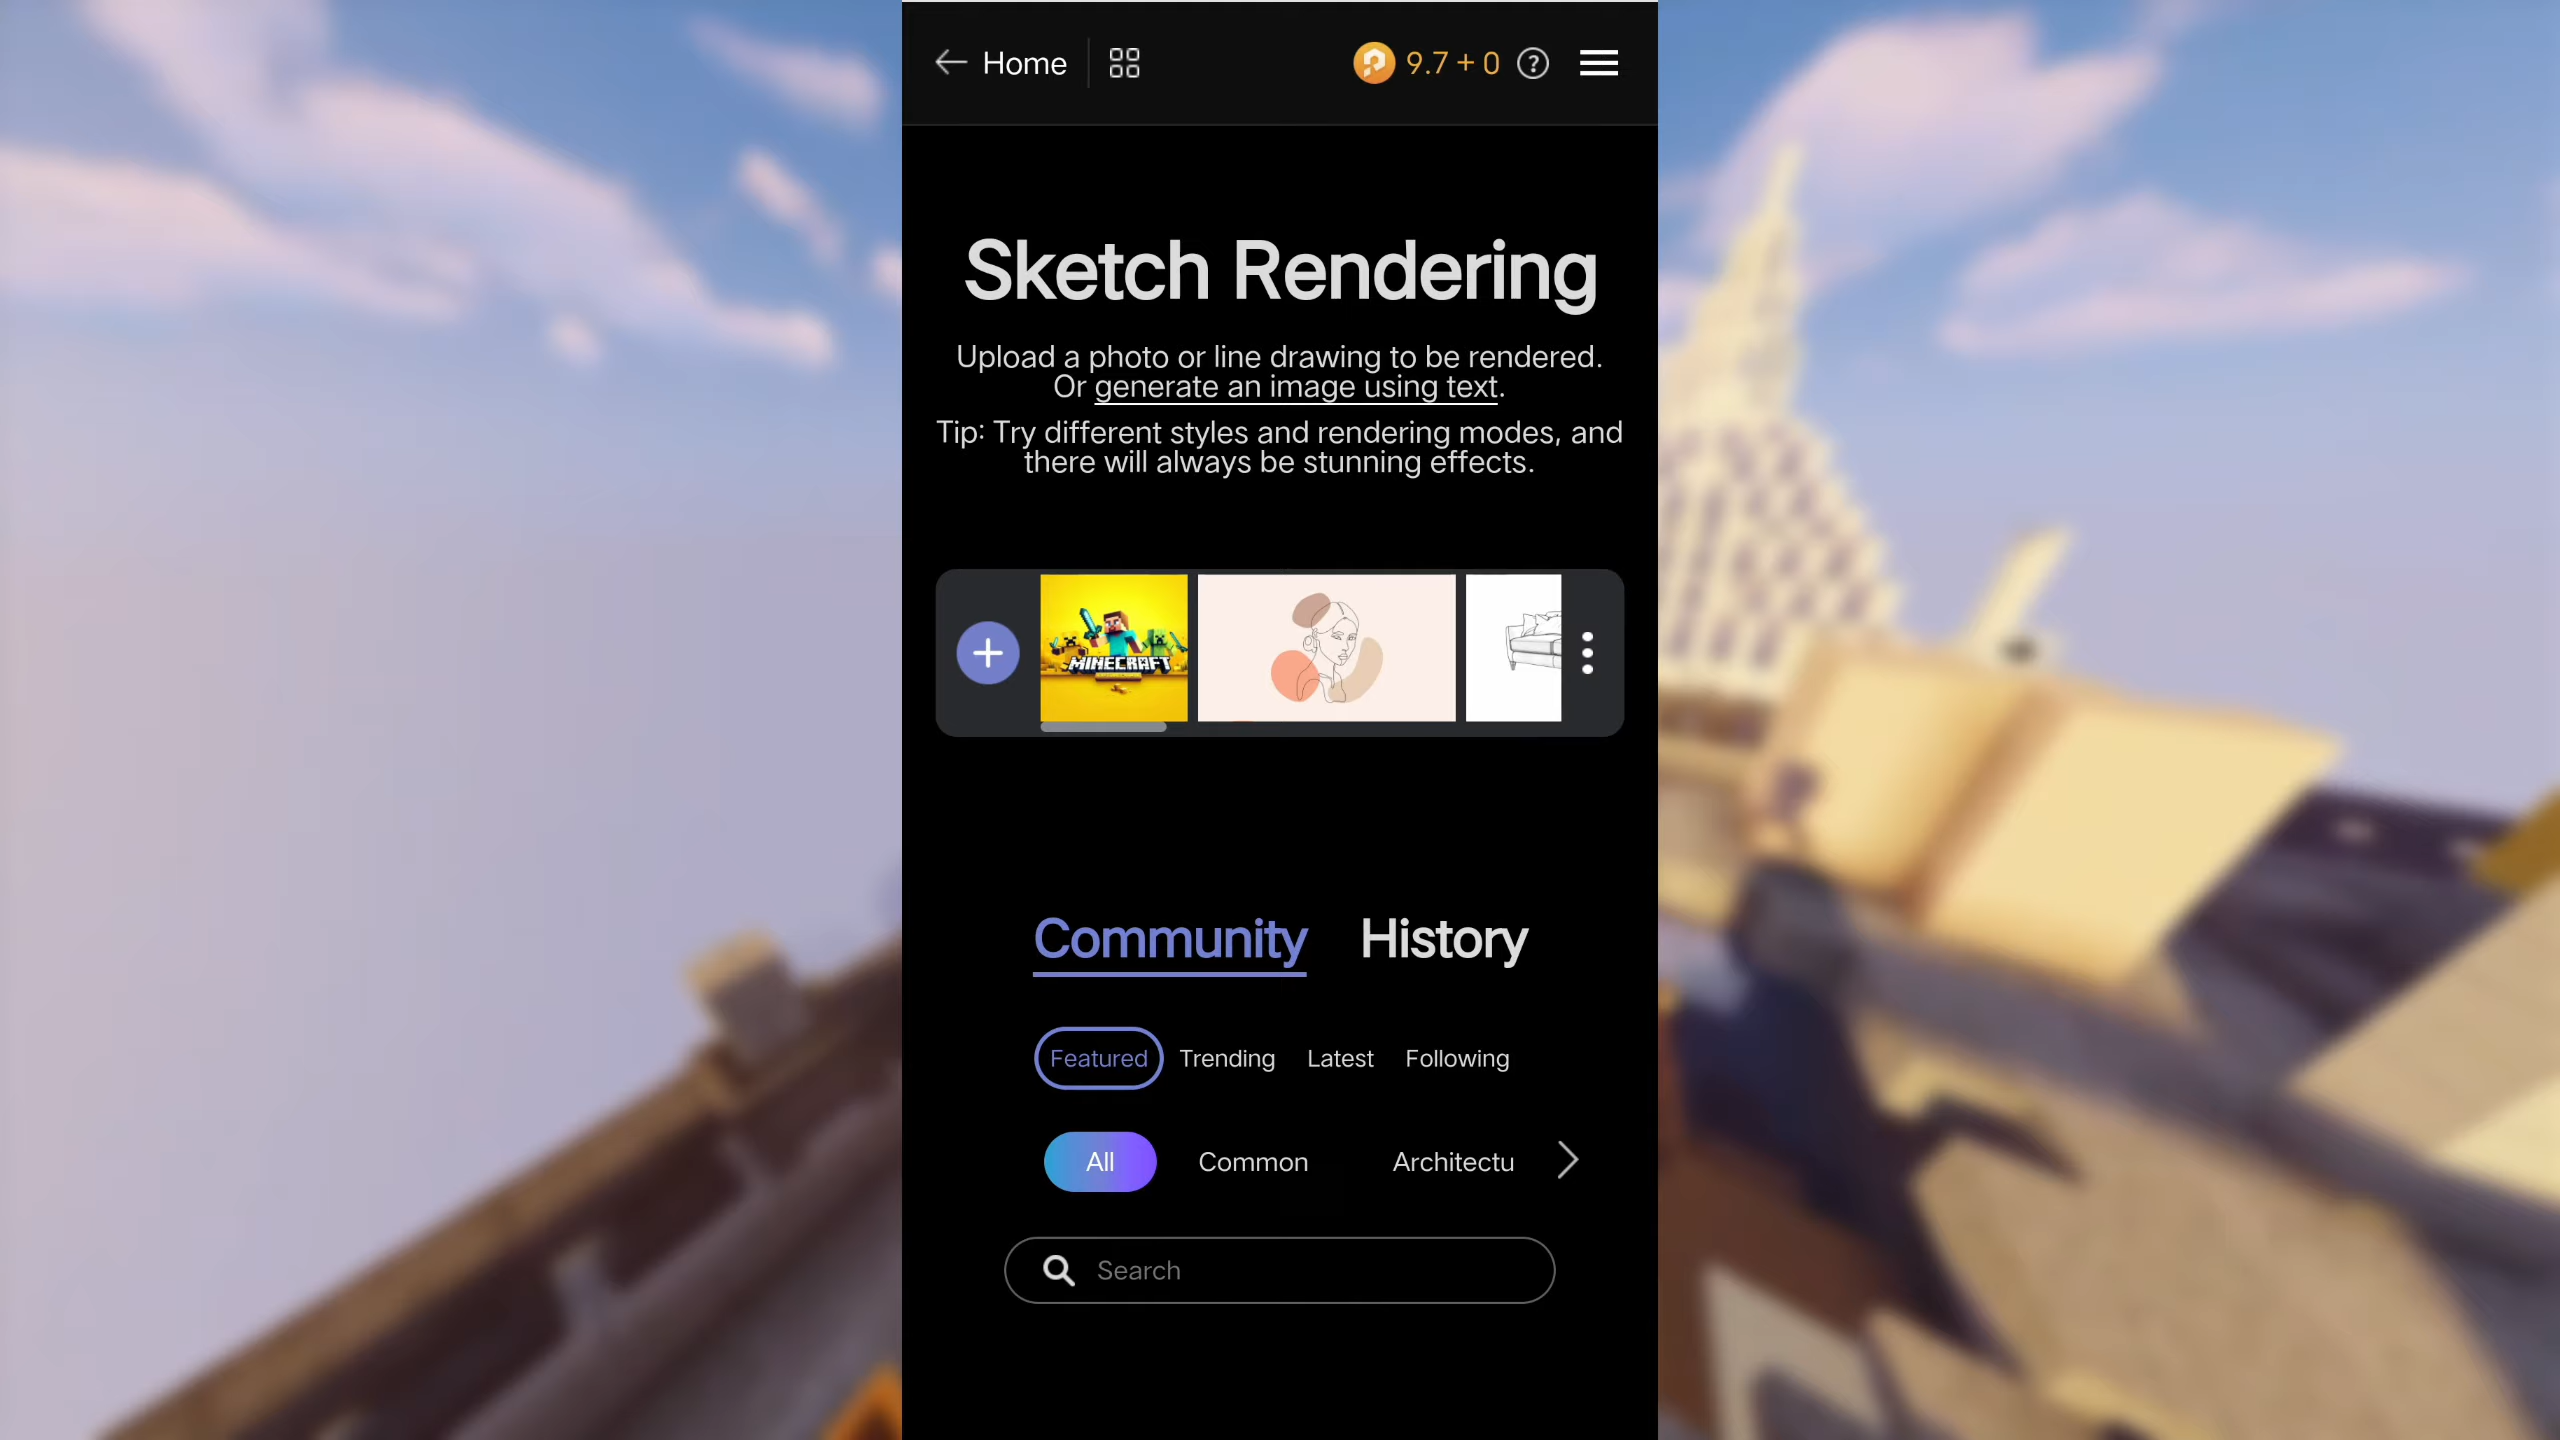 Home
9.7 + 0
Sketch Rendering
Upload a photo or line drawing to be rendered.
Or generate an image using text.
Tip: Try different styles and rendering modes, and
there will always be stunning effects.
MINECRAFT
Community History
Featured Trending Latest Following
All Common Architectu
Search